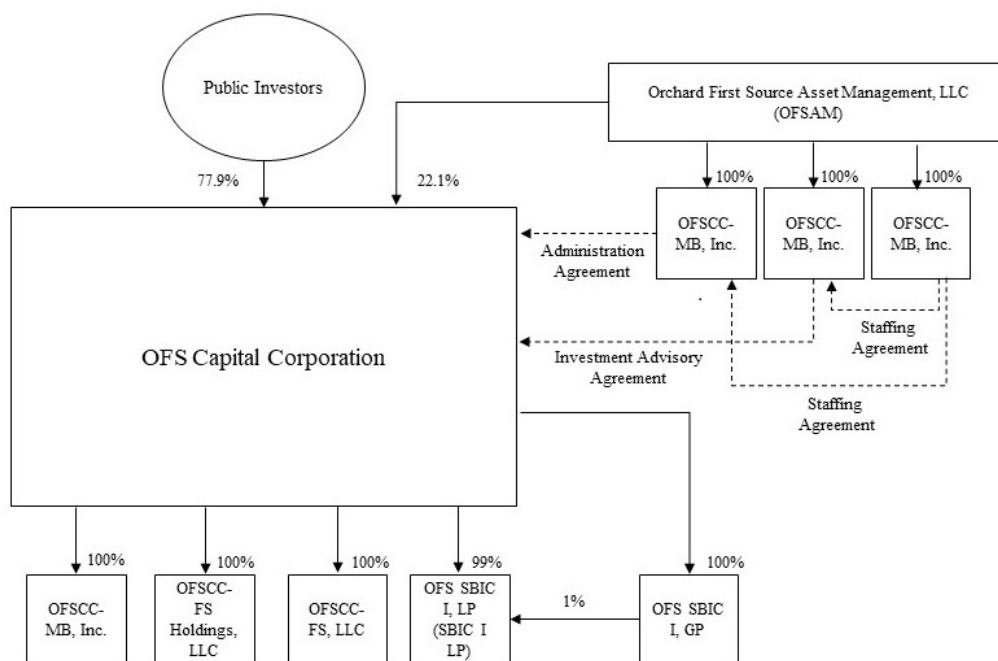 Public Investors
Orchard First Source Asset Management, LLC
(OFSAM)
77.9%
22.1%
100%
100%
100%
OFSCC-
MB, Inc.
OFSCC-
MB, Inc.
OFSCC-
MB, Inc.
Administration
Agreement
OFS Capital Corporation
Investment Advisory
Agreement
Staffing
Agreement
Staffing
Agreement
100%
100%
100%
99%
100%
OFSCC-
MB, Inc.
OFSCC-
FS
Holdings,
LLC
OFSCC-
FS, LLC
OFS SBIC
I, LP
(SBIC I
LP)
1%
OFS SBIC
I, GP